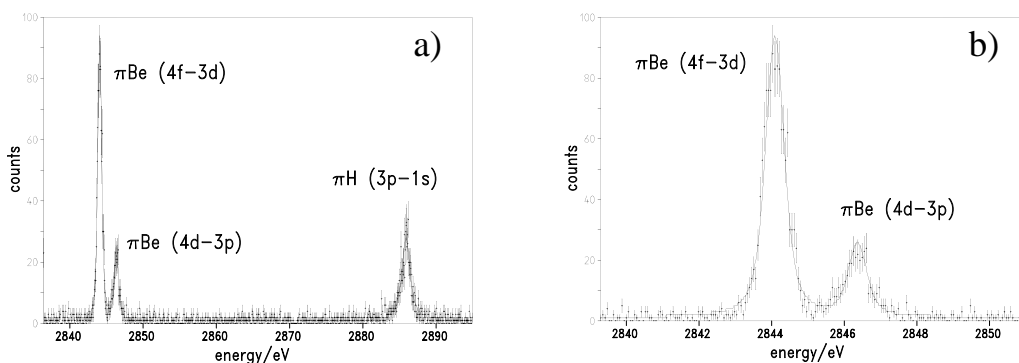 a)
πBe (4f-3d)
πH (3p-1s)
πBe (4d-3p)
counts
100
80
60
40
20
0
2840 2850 2860 2870 2880 2890
energy/eV
b)
πBe (4f-3d)
πBe (4d-3p)
counts
100
80
60
40
20
0
2840 2842 2844 2846 2848 2850
energy/eV